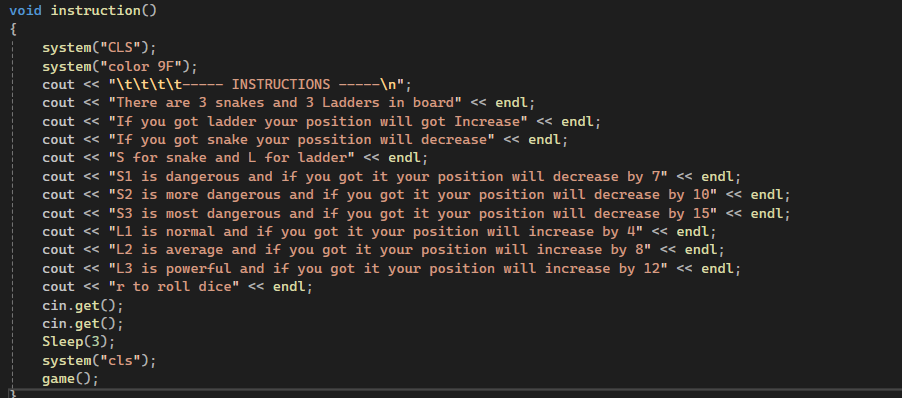 void instruction()
{
system("CLS");
system("color 9F");
cout << "\t\t\t\t----- INSTRUCTIONS -----\n";
cout << "There are 3 snakes and 3 Ladders in board" << endl;
cout << "If you got ladder your position will got Increase" << endl;
cout << "If you got snake your possition will decrease" << endl;
cout << "S for snake and L for ladder" << endl;
cout << "S1 is dangerous and if you got it your position will decrease by 7" << endl;
cout << "S2 is more dangerous and if you got it your position will decrease by 10" << endl;
cout << "S3 is most dangerous and if you got it your position will decrease by 15" << endl;
cout << "L1 is normal and if you got it your position will increase by 4" << endl;
cout << "L2 is average and if you got it your position will increase by 8" << endl;
cout << "L3 is powerful and if you got it your position will increase by 12" << endl;
cout << "r to roll dice" << endl;
cin.get();
cin.get();
Sleep(3);
system("cls");
game();
}